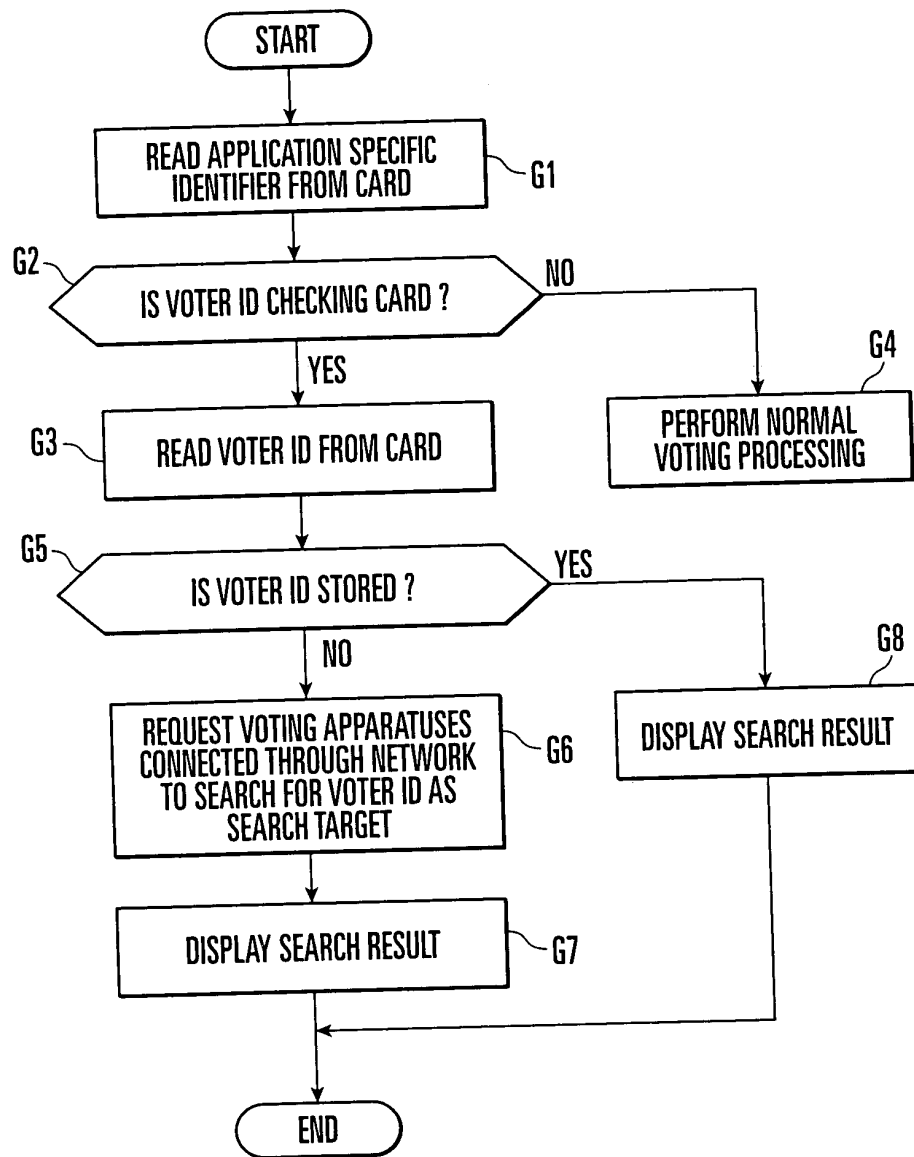 START
READ APPLICATION SPECIFIC
IDENTIFIER FROM CARD
G1
G2
IS VOTER ID CHECKING CARD ?
NO
YES
G4
PERFORM NORMAL
VOTING PROCESSING
G3
READ VOTER ID FROM CARD
G5
IS VOTER ID STORED ?
YES
NO
G8
DISPLAY SEARCH RESULT
REQUEST VOTING APPARATUSES
CONNECTED THROUGH NETWORK
TO SEARCH FOR VOTER ID AS
SEARCH TARGET
G6
DISPLAY SEARCH RESULT
G7
END